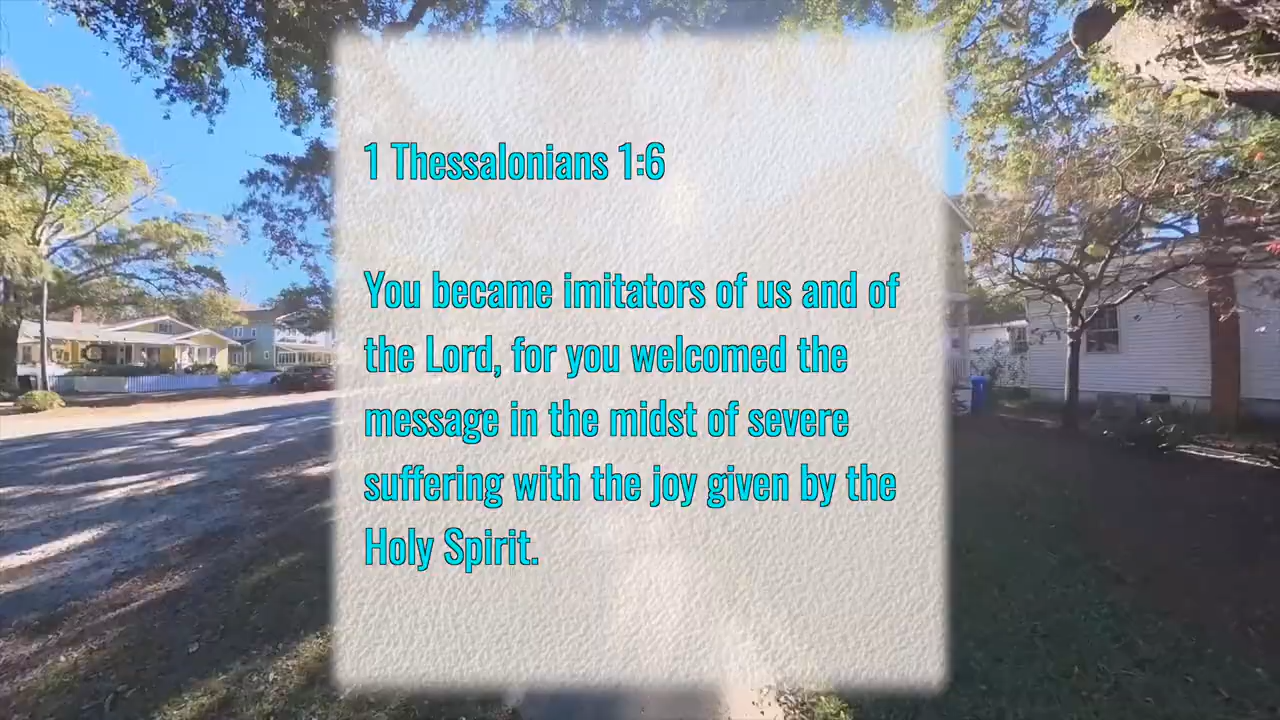 1 Thessalonians 1:6
You became imitators of us and of
the Lord, for you welcomed the
message in the midst of severe
suffering with the joy given by the
Holy Spirit.